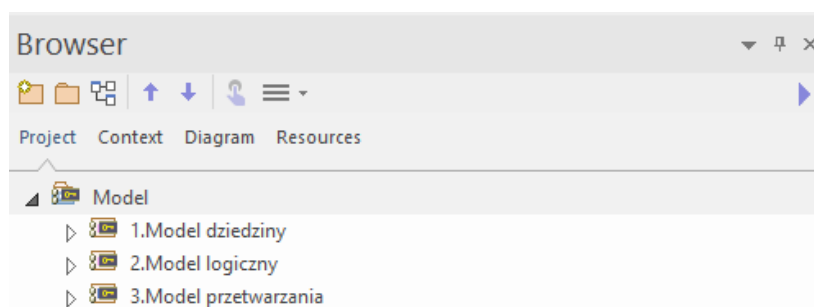 Browser
Project Context Diagram Resources
Model
1.Model dziedziny
2.Model logiczny
3.Model przetwarzania